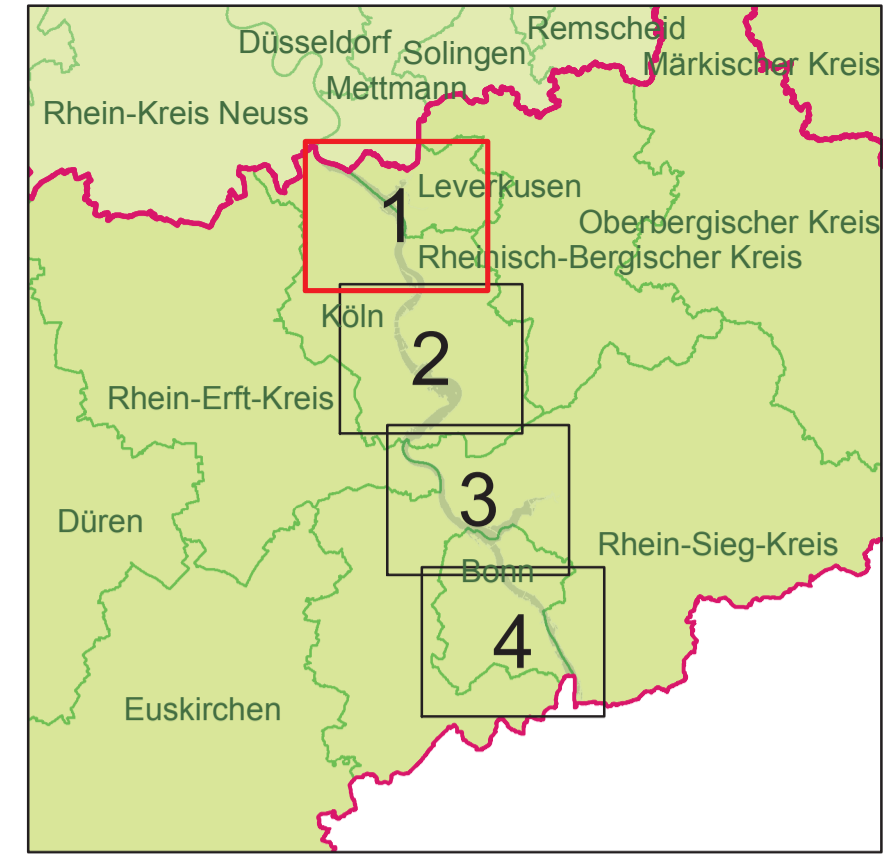 Remscheid
Düsseldorf
Solingen
Märkischer Kreis
Mettmann
Rhein-Kreis Neuss
Leverkusen
1
Oberbergischer Kreis
Rheinisch-Bergischer Kreis
Köln
2
Rhein-Erft-Kreis
3
Düren
Rhein-Sieg-Kreis
Bonn
4
Euskirchen